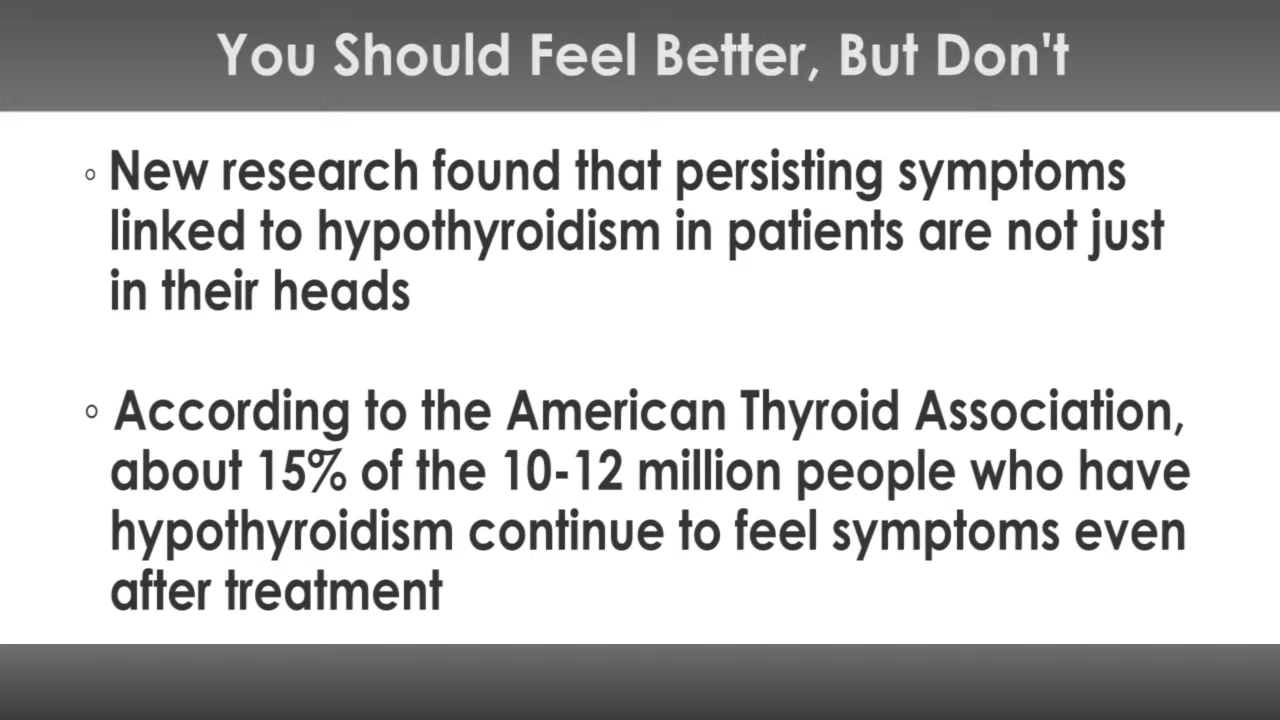 You Should Feel Better, But Don't
◦ New research found that persisting symptoms
linked to hypothyroidism in patients are not just
in their heads
◦ According to the American Thyroid Association,
about 15% of the 10-12 million people who have
hypothyroidism continue to feel symptoms even
after treatment